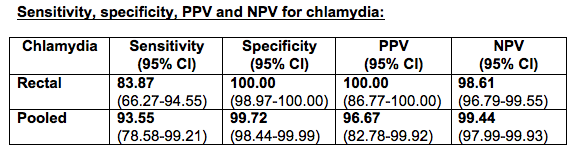 Sensitivity, specificity, PPV and NPV for chlamydia:
Chlamydia Sensitivity Specificity PPV NPV
(95% CI) (95% CI) (95% CI) (95% CI)
Rectal 83.87 100.00 100.00 98.61
(66.27-94.55) (98.97-100.00) (86.77-100.00) (96.79-99.55)
Pooled 93.55 99.72 96.67 99.44
(78.58-99.21) (98.44-99.99) (82.78-99.92) (97.99-99.93)